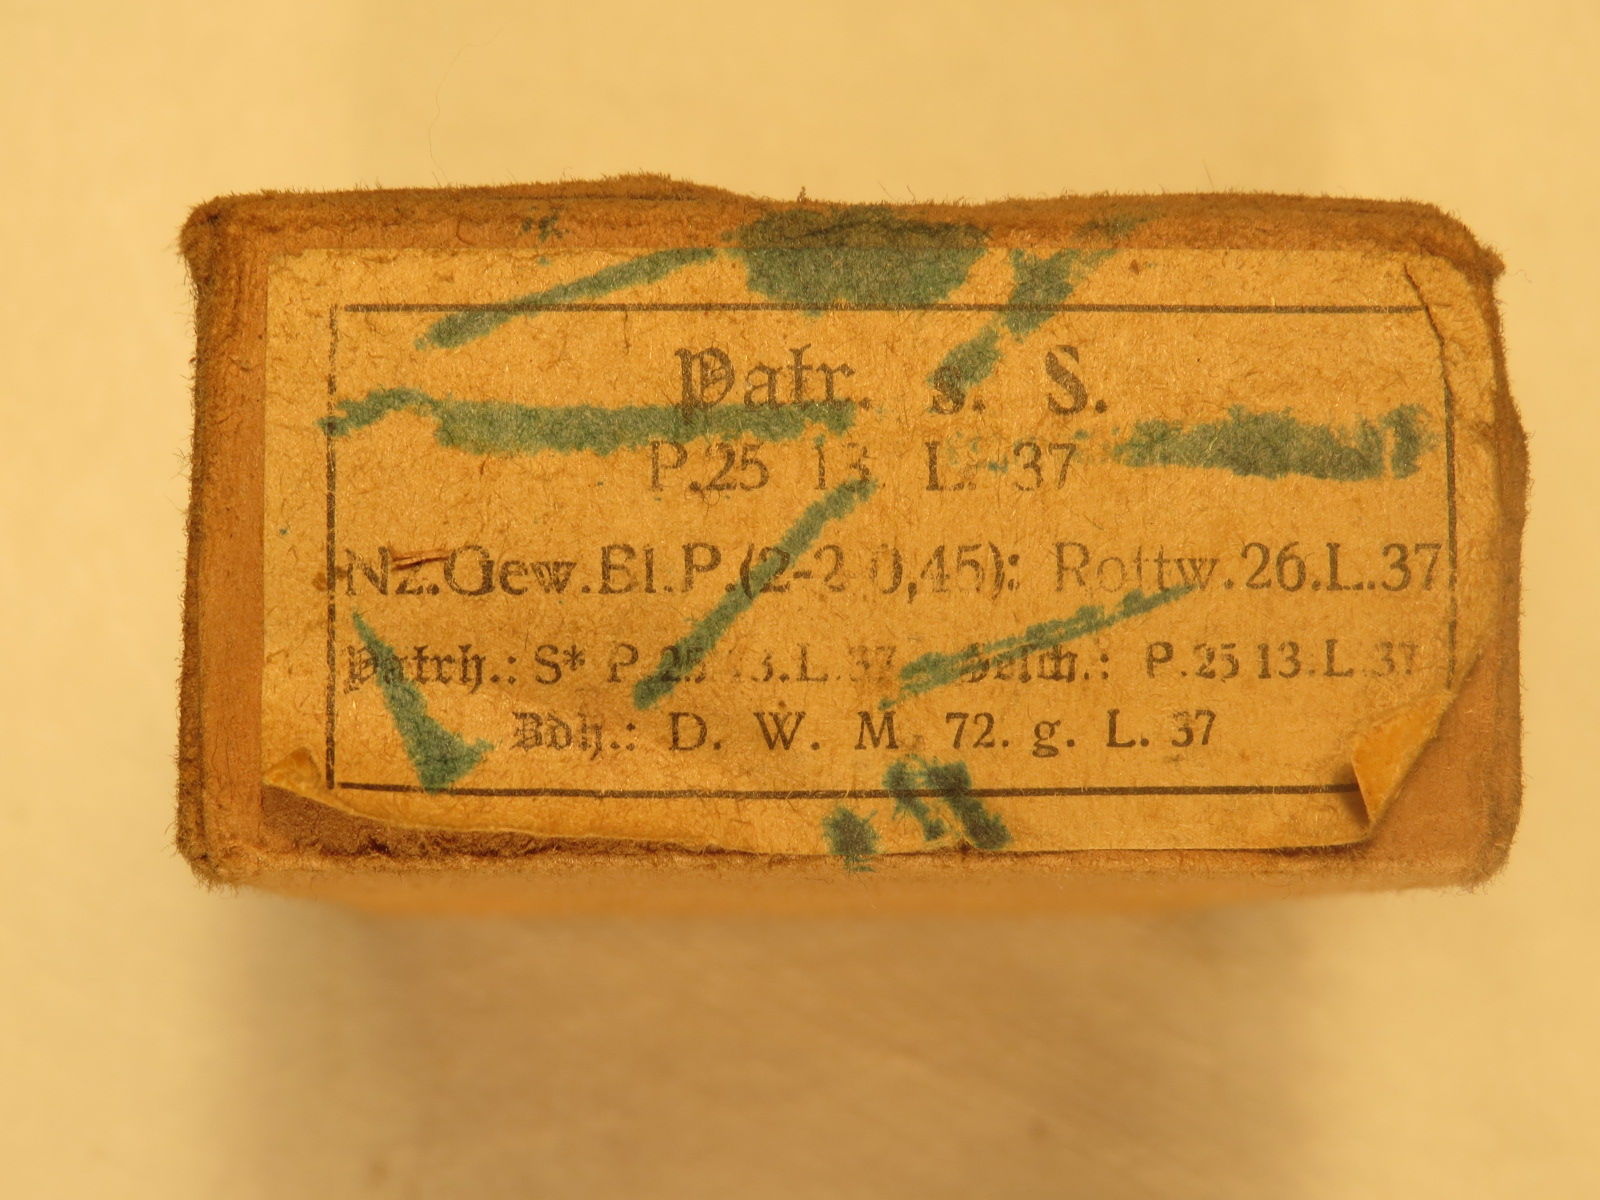 Patr. s. S.
P.25 13. L. 37
Nz.Gew.Bl.P.(2-2 0,45): Rottw.26.L.37
Patrh.: S* P.25 13.L.37 Gesch.: P.25 13.L.37
Zdh.: D. W. M. 72. g. L. 37